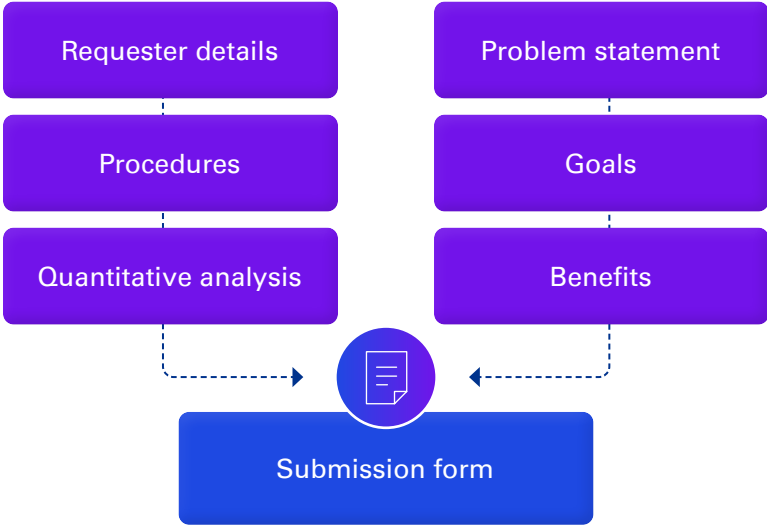 Requester details
Problem statement
Procedures
Goals
Quantitative analysis
Benefits
Submission form